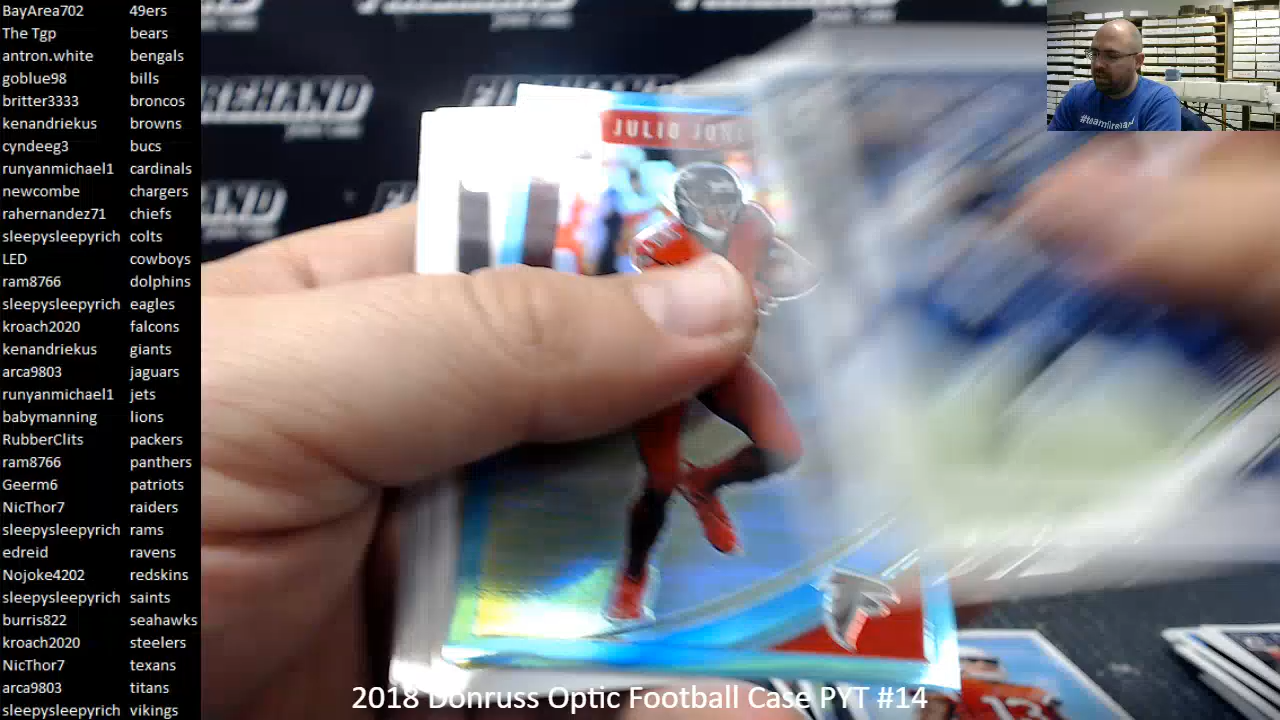 BayArea702 49ers
The Tgp bears
antron.white bengals
goblue98 bills
britter3333 broncos
kenandriekus browns
cyndeeg3 bucs
runyanmichael1 cardinals
newcombe chargers
rahernandez71 chiefs
sleepysleepyrich colts
LED cowboys
ram8766 dolphins
sleepysleepyrich eagles
kroach2020 falcons
kenandriekus giants
arca9803 jaguars
runyanmichael1 jets
babymanning lions
RubberClits packers
ram8766 panthers
Geerm6 patriots
NicThor7 raiders
sleepysleepyrich rams
edreid ravens
Nojoke4202 redskins
sleepysleepyrich saints
burris822 seahawks
kroach2020 steelers
NicThor7 texans
arca9803 titans
sleepysleepyrich vikings
JULIO
2018 Donruss Optic Football Case PYT #14